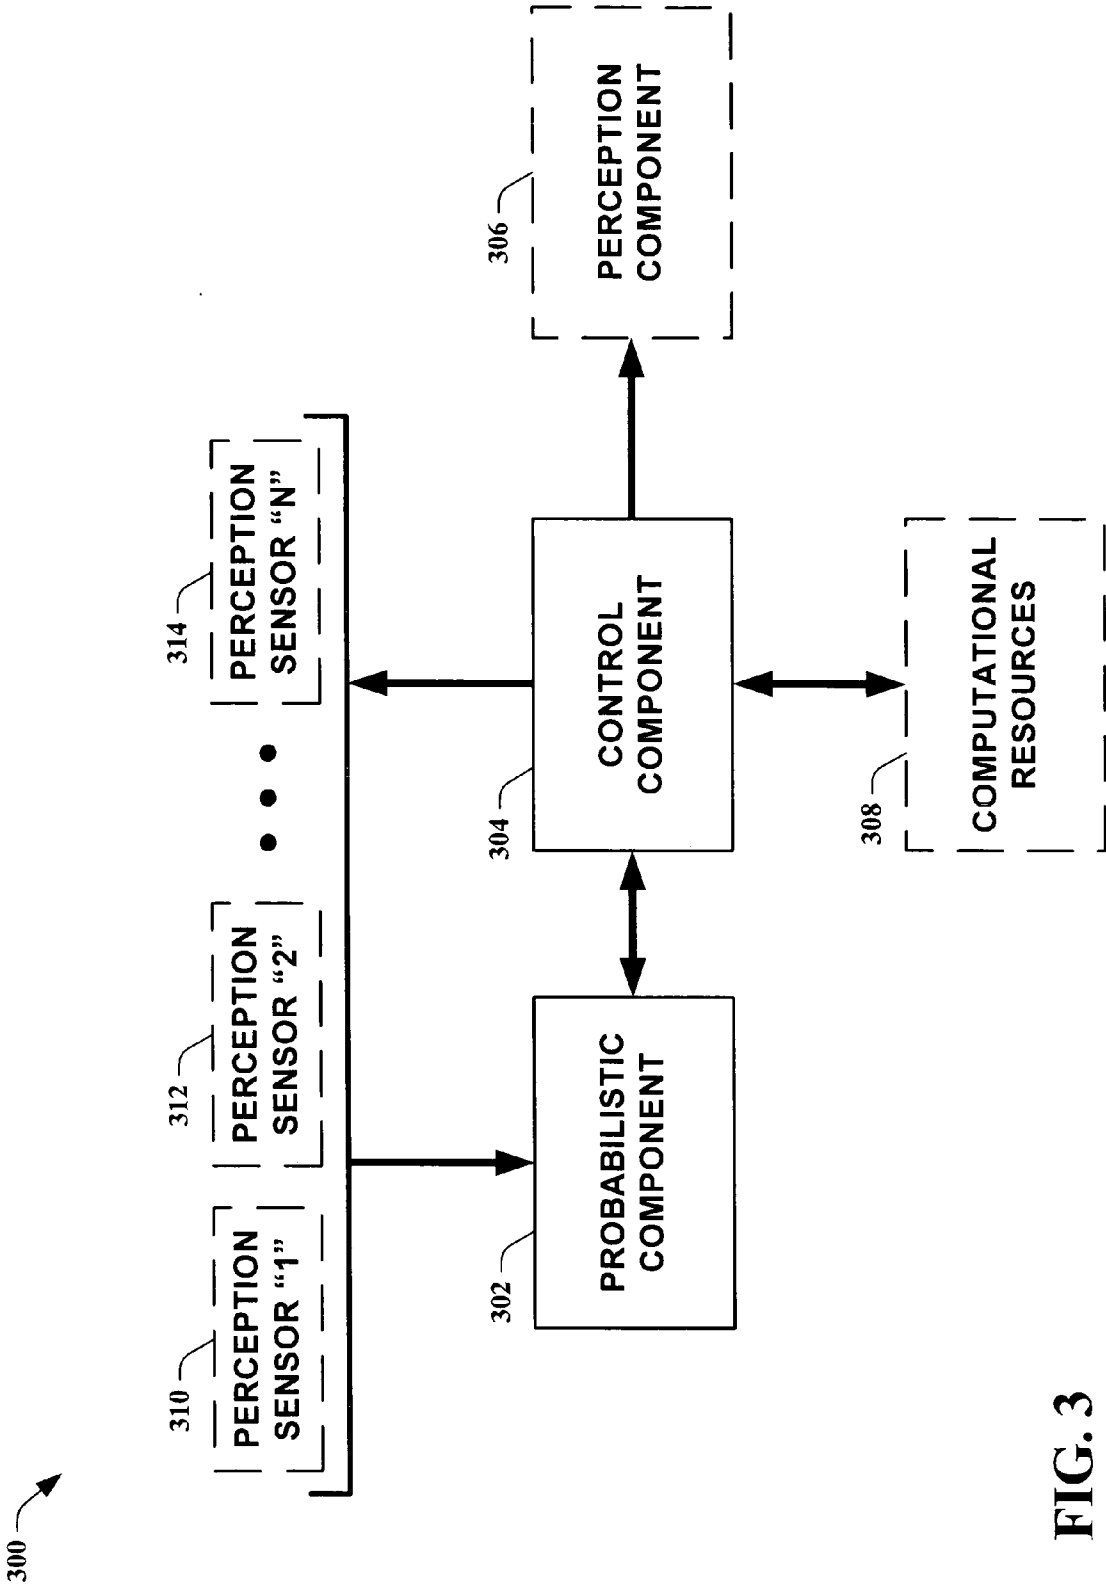 300
310
PERCEPTION
SENSOR “1”
312
PERCEPTION
SENSOR “2”
314
PERCEPTION
SENSOR “N”
302
PROBABILISTIC
COMPONENT
304
CONTROL
COMPONENT
306
PERCEPTION
COMPONENT
308
COMPUTATIONAL
RESOURCES
FIG. 3